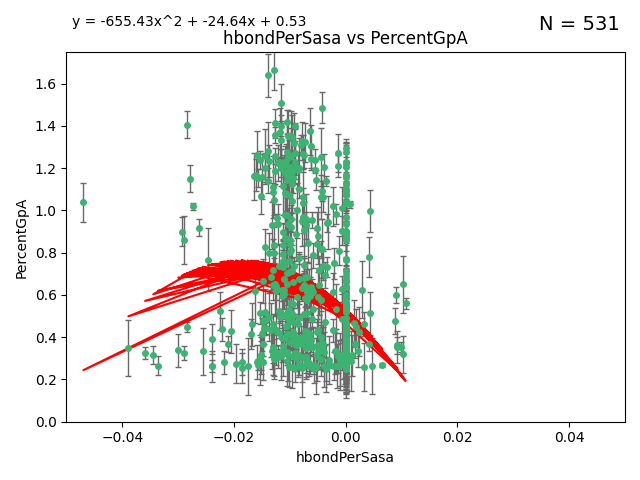 y = -655.43x^2 + -24.64x + 0.53
N = 531
hbondPerSasa vs PercentGpA
PercentGpA
1.6
1.4
1.2
1.0
0.8
0.6
0.4
0.2
0.0
−0.04
−0.02
0.00
0.02
0.04
hbondPerSasa